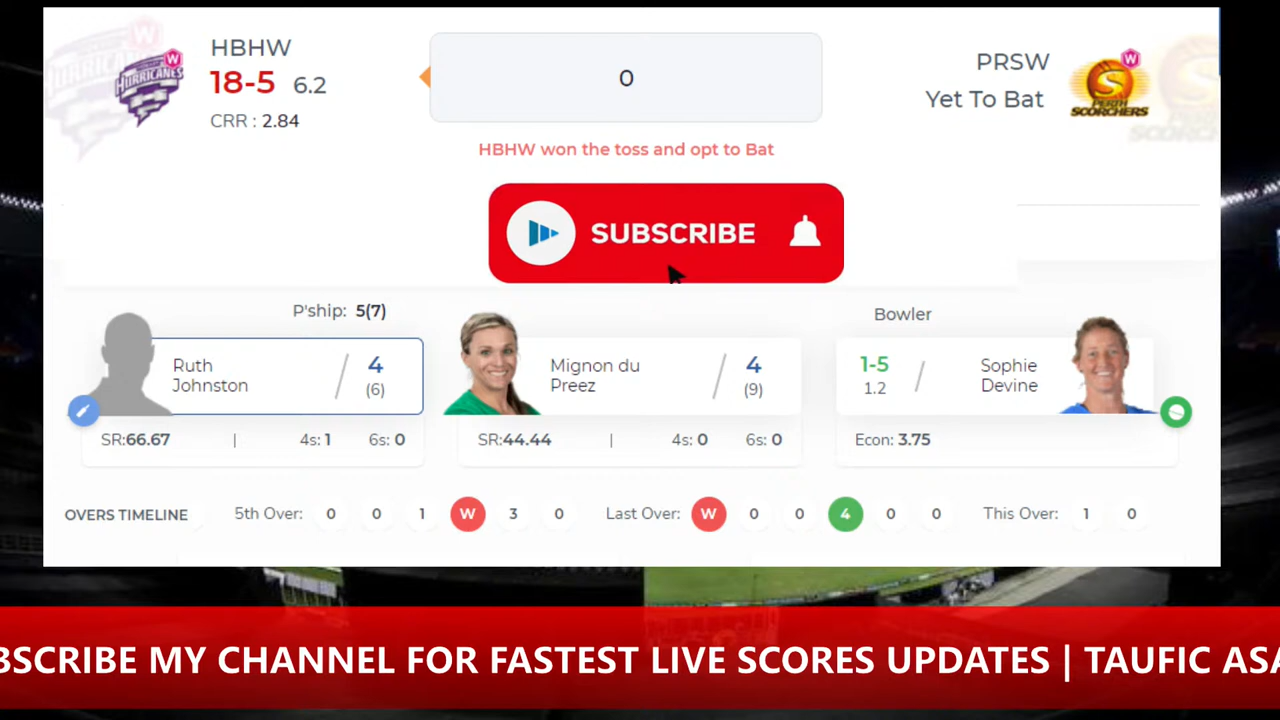 HBHW
18-5 6.2
CRR : 2.84
HURRICANES
W
0
HBHW won the toss and opt to Bat
PRSW
Yet To Bat
W
PERTH
SCORCHERS
SUBSCRIBE
P'ship: 5(7)
Ruth
Johnston
4
(6)
SR:66.67 | 4s: 1 6s: 0
Mignon du
Preez
4
(9)
SR:44.44 | 4s: 0 6s: 0
Bowler
1-5
1.2
Sophie
Devine
Econ: 3.75
OVERS TIMELINE 5th Over: 0 0 1 W 3 0 Last Over: W 0 0 4 0 0 This Over: 1 0
BSCRIBE MY CHANNEL FOR FASTEST LIVE SCORES UPDATES | TAUFIC ASA